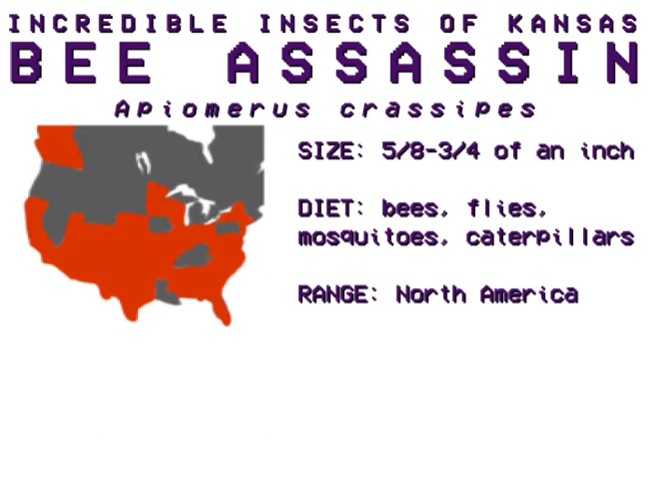 INCREDIBLE INSECTS OF KANSAS
BEE ASSASSIN
Apiomerus crassipes
SIZE: 5/8-3/4 of an inch
DIET: bees, flies,
mosquitoes, caterpillars
RANGE: North America